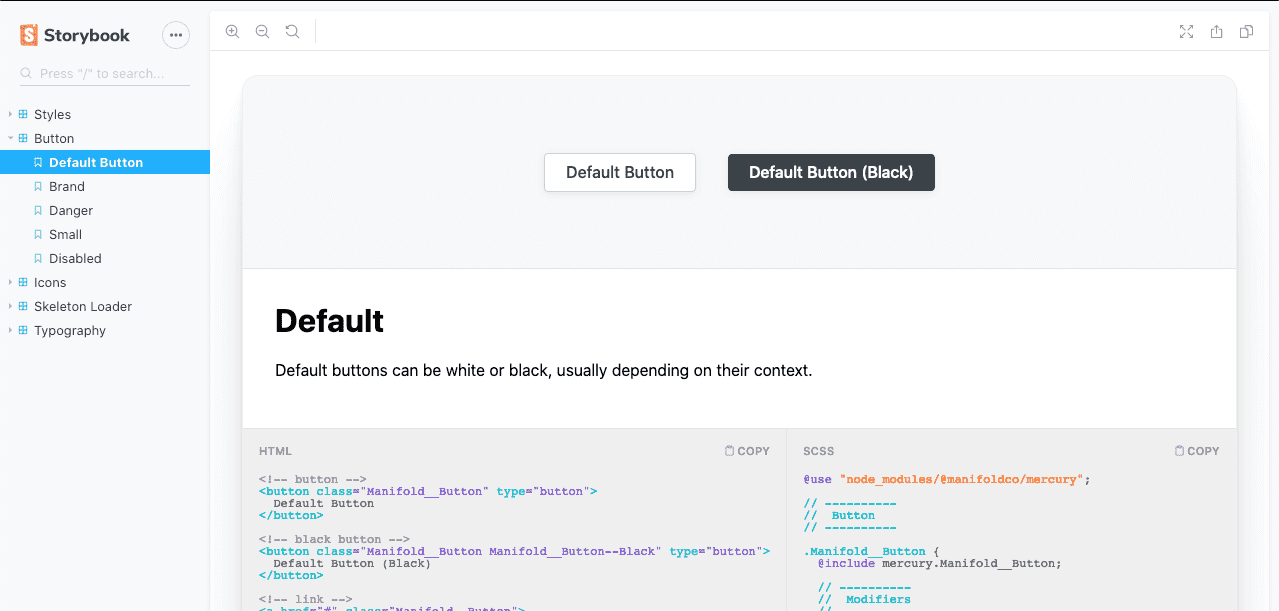 Storybook
Press "/" to search...
Styles
Button
Default Button
Brand
Danger
Small
Disabled
Icons
Skeleton Loader
Typography
Default Button
Default Button (Black)
Default
Default buttons can be white or black, usually depending on their context.
HTML
COPY
<!-- button -->
<button class="Manifold__Button" type="button">
Default Button
</button>
<!-- black button -->
<button class="Manifold__Button Manifold__Button--Black" type="button">
Default Button (Black)
</button>
<!-- link -->
<a href="#" class="Manifold__Button">
SCSS
COPY
@use "node_modules/@manifoldco/mercury";
// ----------
// Button
// ----------
.Manifold__Button {
@include mercury.Manifold__Button;
// ----------
// Modifiers
//